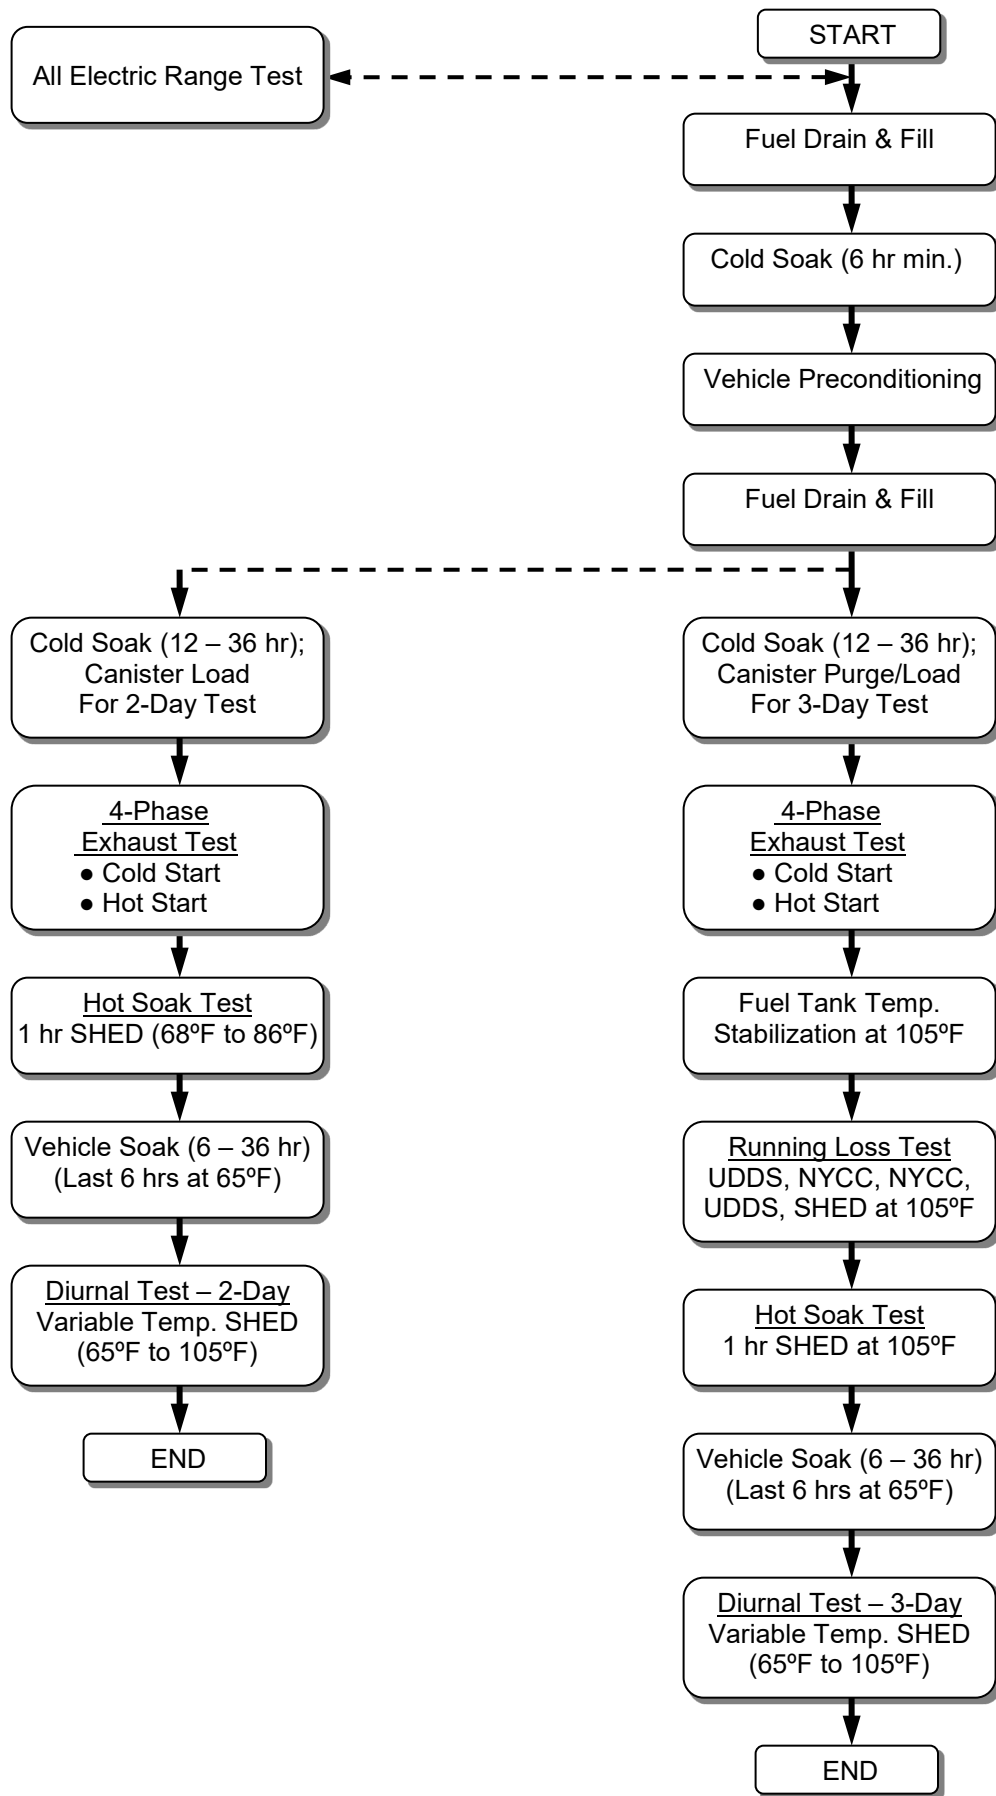 START
All Electric Range Test
Fuel Drain & Fill
Cold Soak (6 hr min.)
Vehicle Preconditioning
Fuel Drain & Fill
Cold Soak (12 – 36 hr);
Canister Load
For 2-Day Test
4-Phase
Exhaust Test
● Cold Start
● Hot Start
Hot Soak Test
1 hr SHED (68ºF to 86ºF)
Vehicle Soak (6 – 36 hr)
(Last 6 hrs at 65ºF)
Diurnal Test – 2-Day
Variable Temp. SHED
(65ºF to 105ºF)
END
Cold Soak (12 – 36 hr);
Canister Purge/Load
For 3-Day Test
4-Phase
Exhaust Test
● Cold Start
● Hot Start
Fuel Tank Temp.
Stabilization at 105ºF
Running Loss Test
UDDS, NYCC, NYCC,
UDDS, SHED at 105ºF
Hot Soak Test
1 hr SHED at 105ºF
Vehicle Soak (6 – 36 hr)
(Last 6 hrs at 65ºF)
Diurnal Test – 3-Day
Variable Temp. SHED
(65ºF to 105ºF)
END